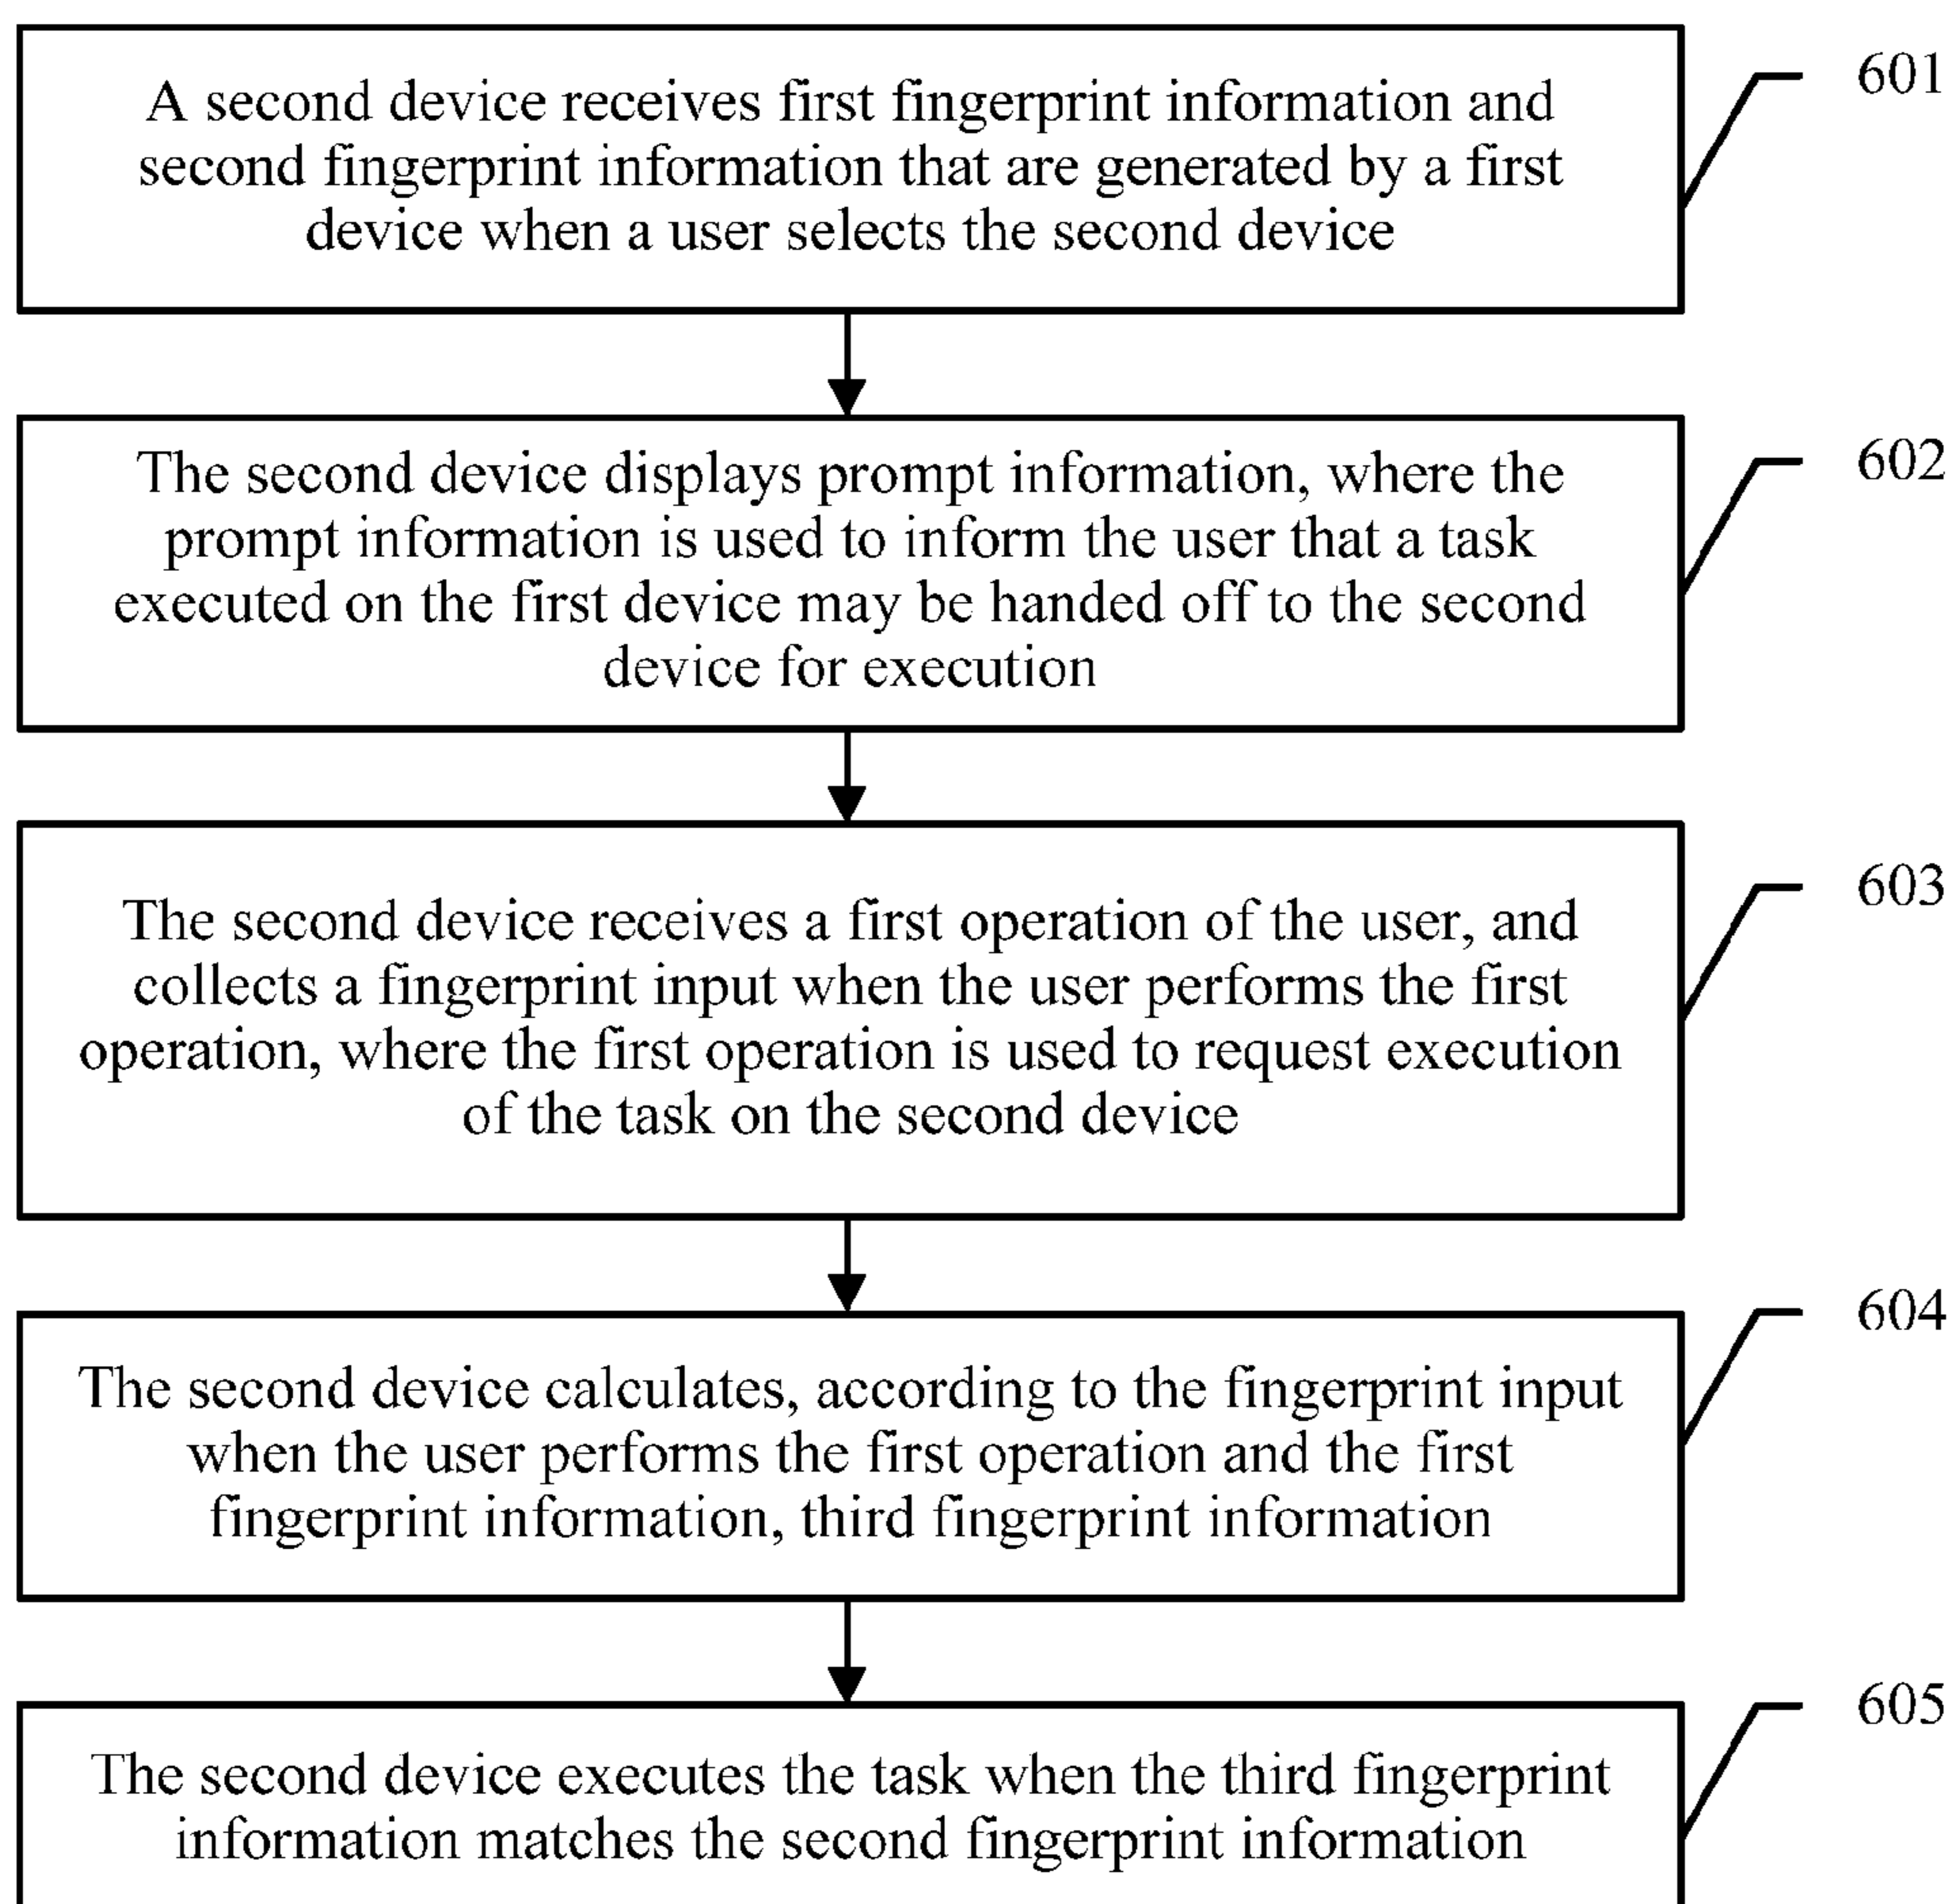 A second device receives first fingerprint information and
second fingerprint information that are generated by a first
device when a user selects the second device
601
The second device displays prompt information, where the
prompt information is used to inform the user that a task
executed on the first device may be handed off to the second
device for execution
602
The second device receives a first operation of the user, and
collects a fingerprint input when the user performs the first
operation, where the first operation is used to request execution
of the task on the second device
603
The second device calculates, according to the fingerprint input
when the user performs the first operation and the first
fingerprint information, third fingerprint information
604
The second device executes the task when the third fingerprint
information matches the second fingerprint information
605